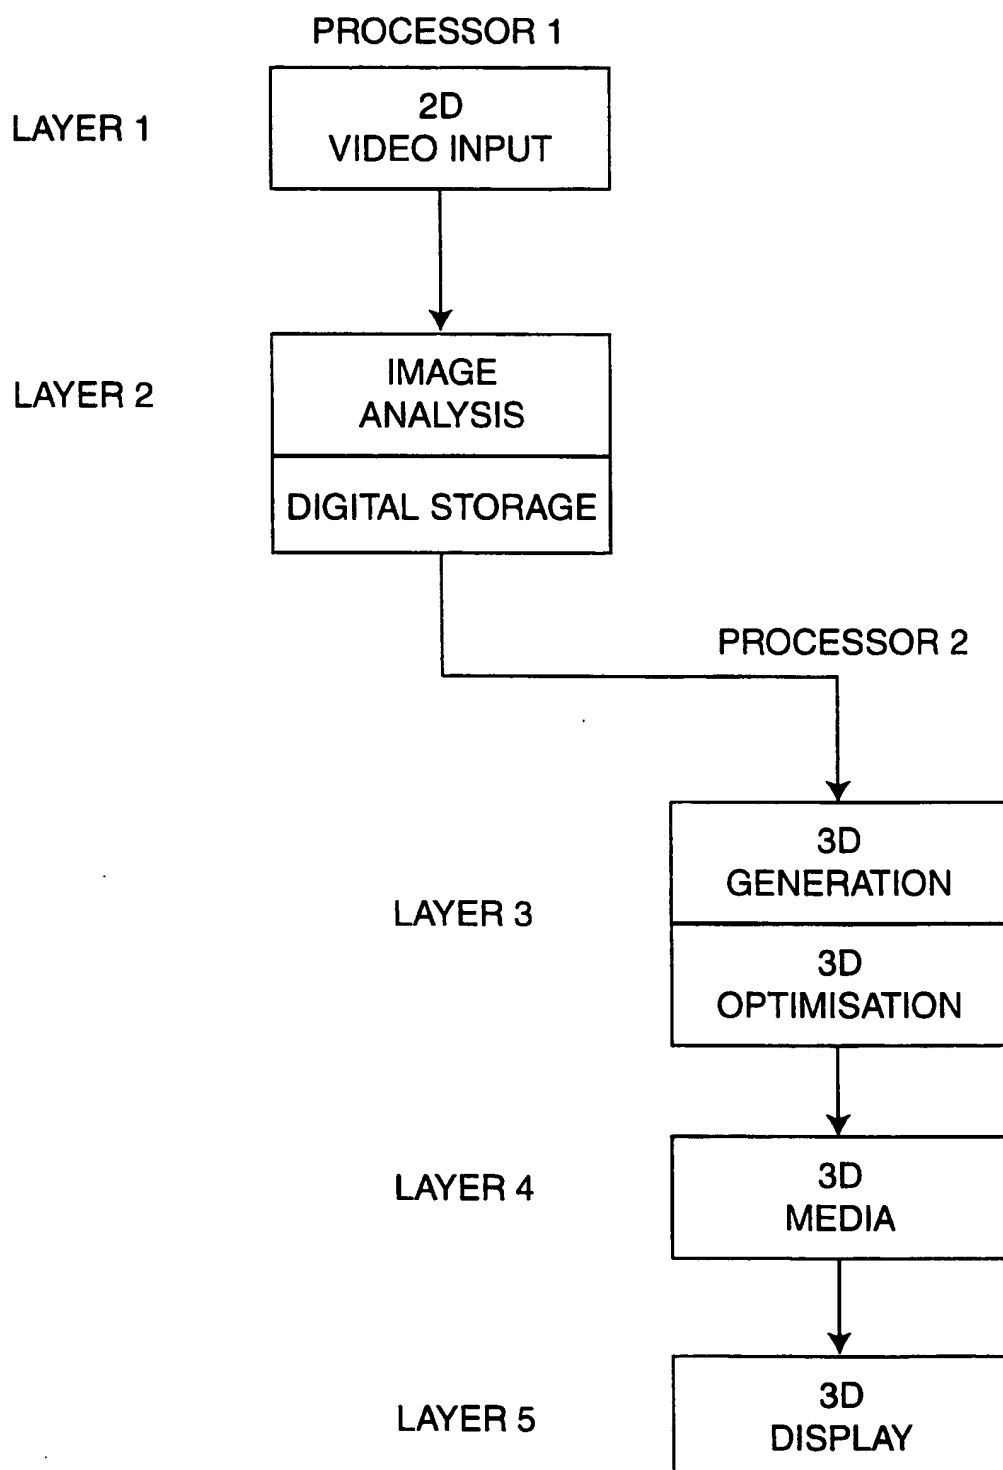 PROCESSOR 1
LAYER 1
2D
VIDEO INPUT
LAYER 2
IMAGE
ANALYSIS
DIGITAL STORAGE
PROCESSOR 2
LAYER 3
3D
GENERATION
3D
OPTIMISATION
LAYER 4
3D
MEDIA
LAYER 5
3D
DISPLAY